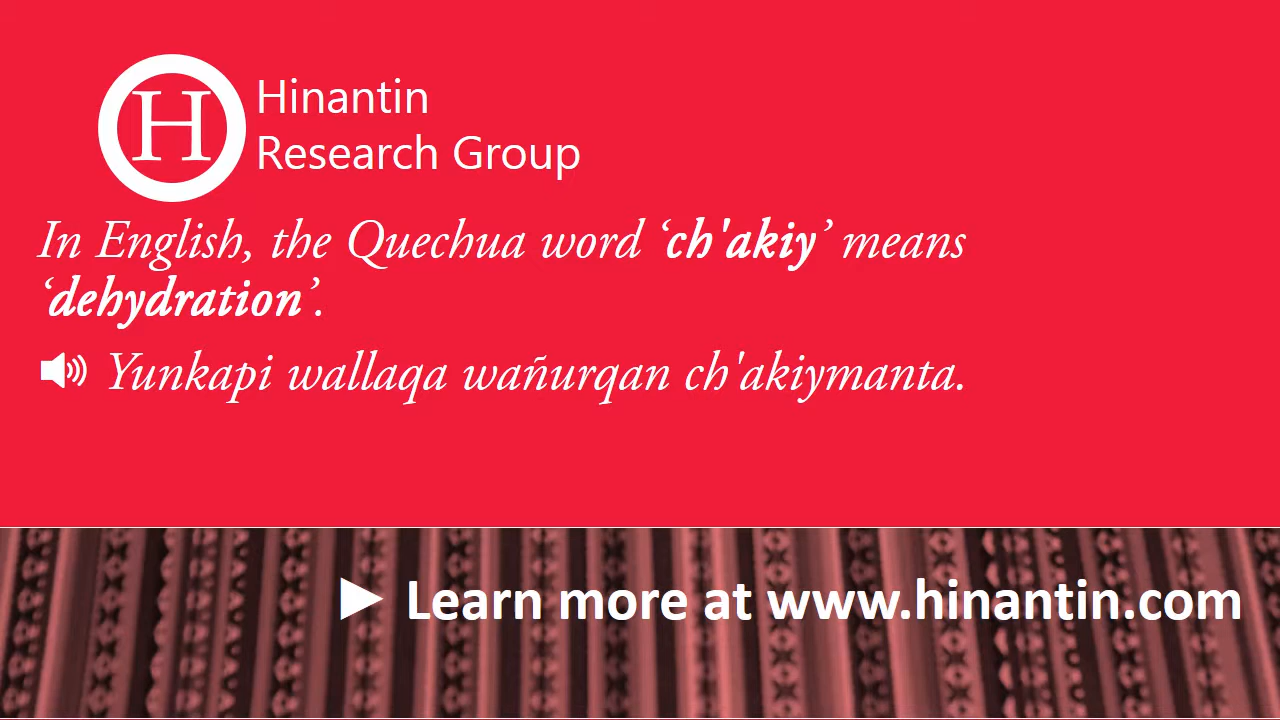 H
Hinantin
Research Group
In English, the Quechua word ‘ch'akiy’ means
‘dehydration’.
Yunkapi wallaqa wañurqan ch'akiymanta.
Learn more at www.hinantin.com